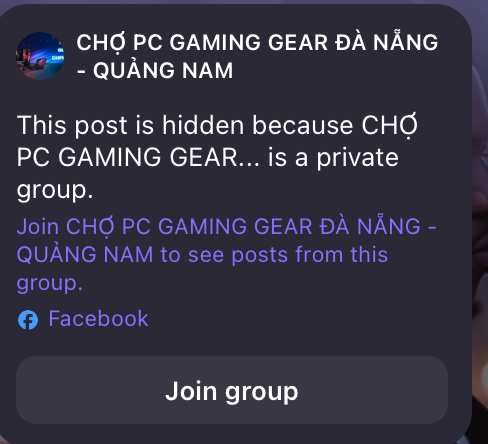 CHỢ PC GAMING GEAR ĐÀ NẴNG
- QUẢNG NAM
This post is hidden because CHỢ
PC GAMING GEAR... is a private
group.
Join CHỢ PC GAMING GEAR ĐÀ NẴNG -
QUẢNG NAM to see posts from this
group.
Facebook
Join group